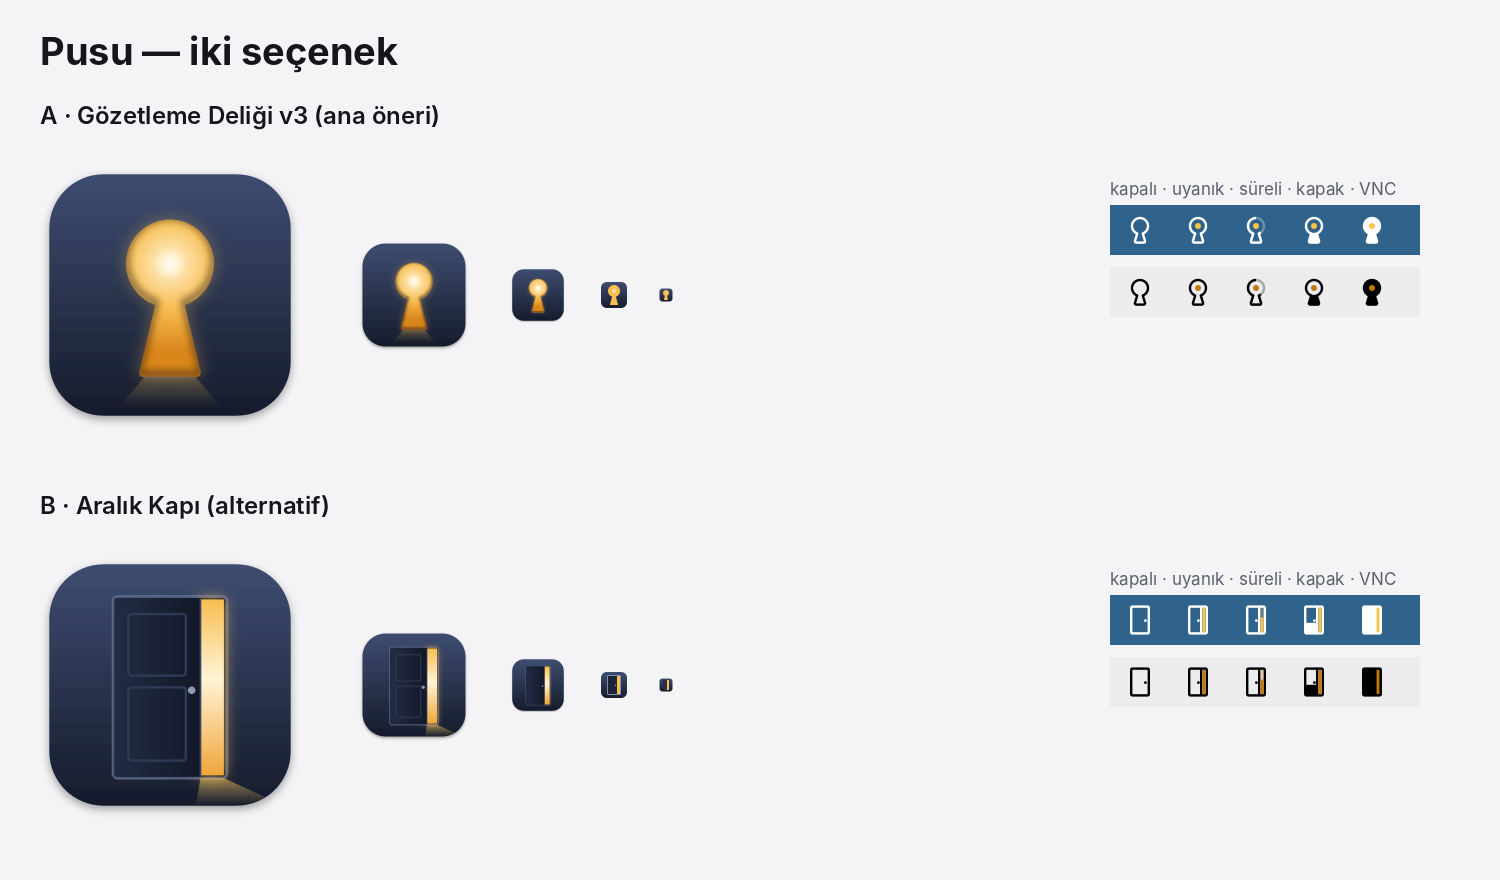 Pusu — iki seçenek
A · Gözetleme Deliği v3 (ana öneri)
kapalı · uyanık · süreli · kapak · VNC
B · Aralık Kapı (alternatif)
kapalı · uyanık · süreli · kapak · VNC